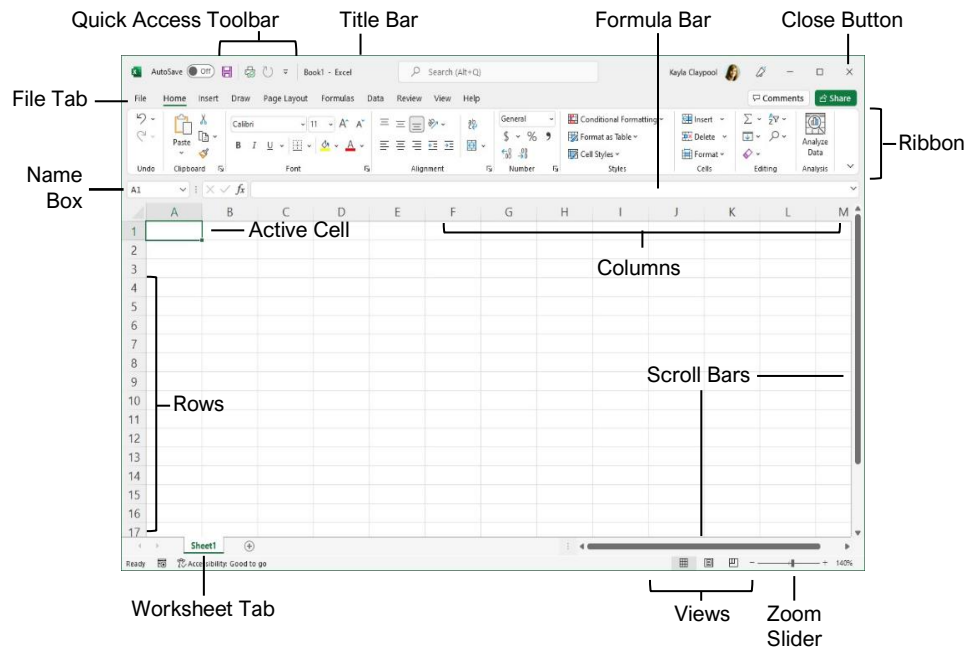 Quick Access Toolbar
Title Bar
Formula Bar
Close Button
AutoSave Off Book1 - Excel Search (Alt+Q) Kayla Claypool
File Tab
File Home Insert Draw Page Layout Formulas Data Review View Help Comments Share
Calibri 11 A^ A˅ General Conditional Formatting Insert
Paste B I U A $ % 9 Format as Table Delete Analyze
Cell Styles Format Data
Undo Clipboard Font Alignment Number Styles Cells Editing Analysis
Ribbon
Name
Box
A1 fx
A B C D E F G H I J K L M
1
Active Cell
2
3
Columns
4
5
6
7
8
Scroll Bars
9
10
Rows
11
12
13
14
15
16
17
Sheet1
Ready Accessibility: Good to go 140%
Worksheet Tab
Views
Zoom
Slider